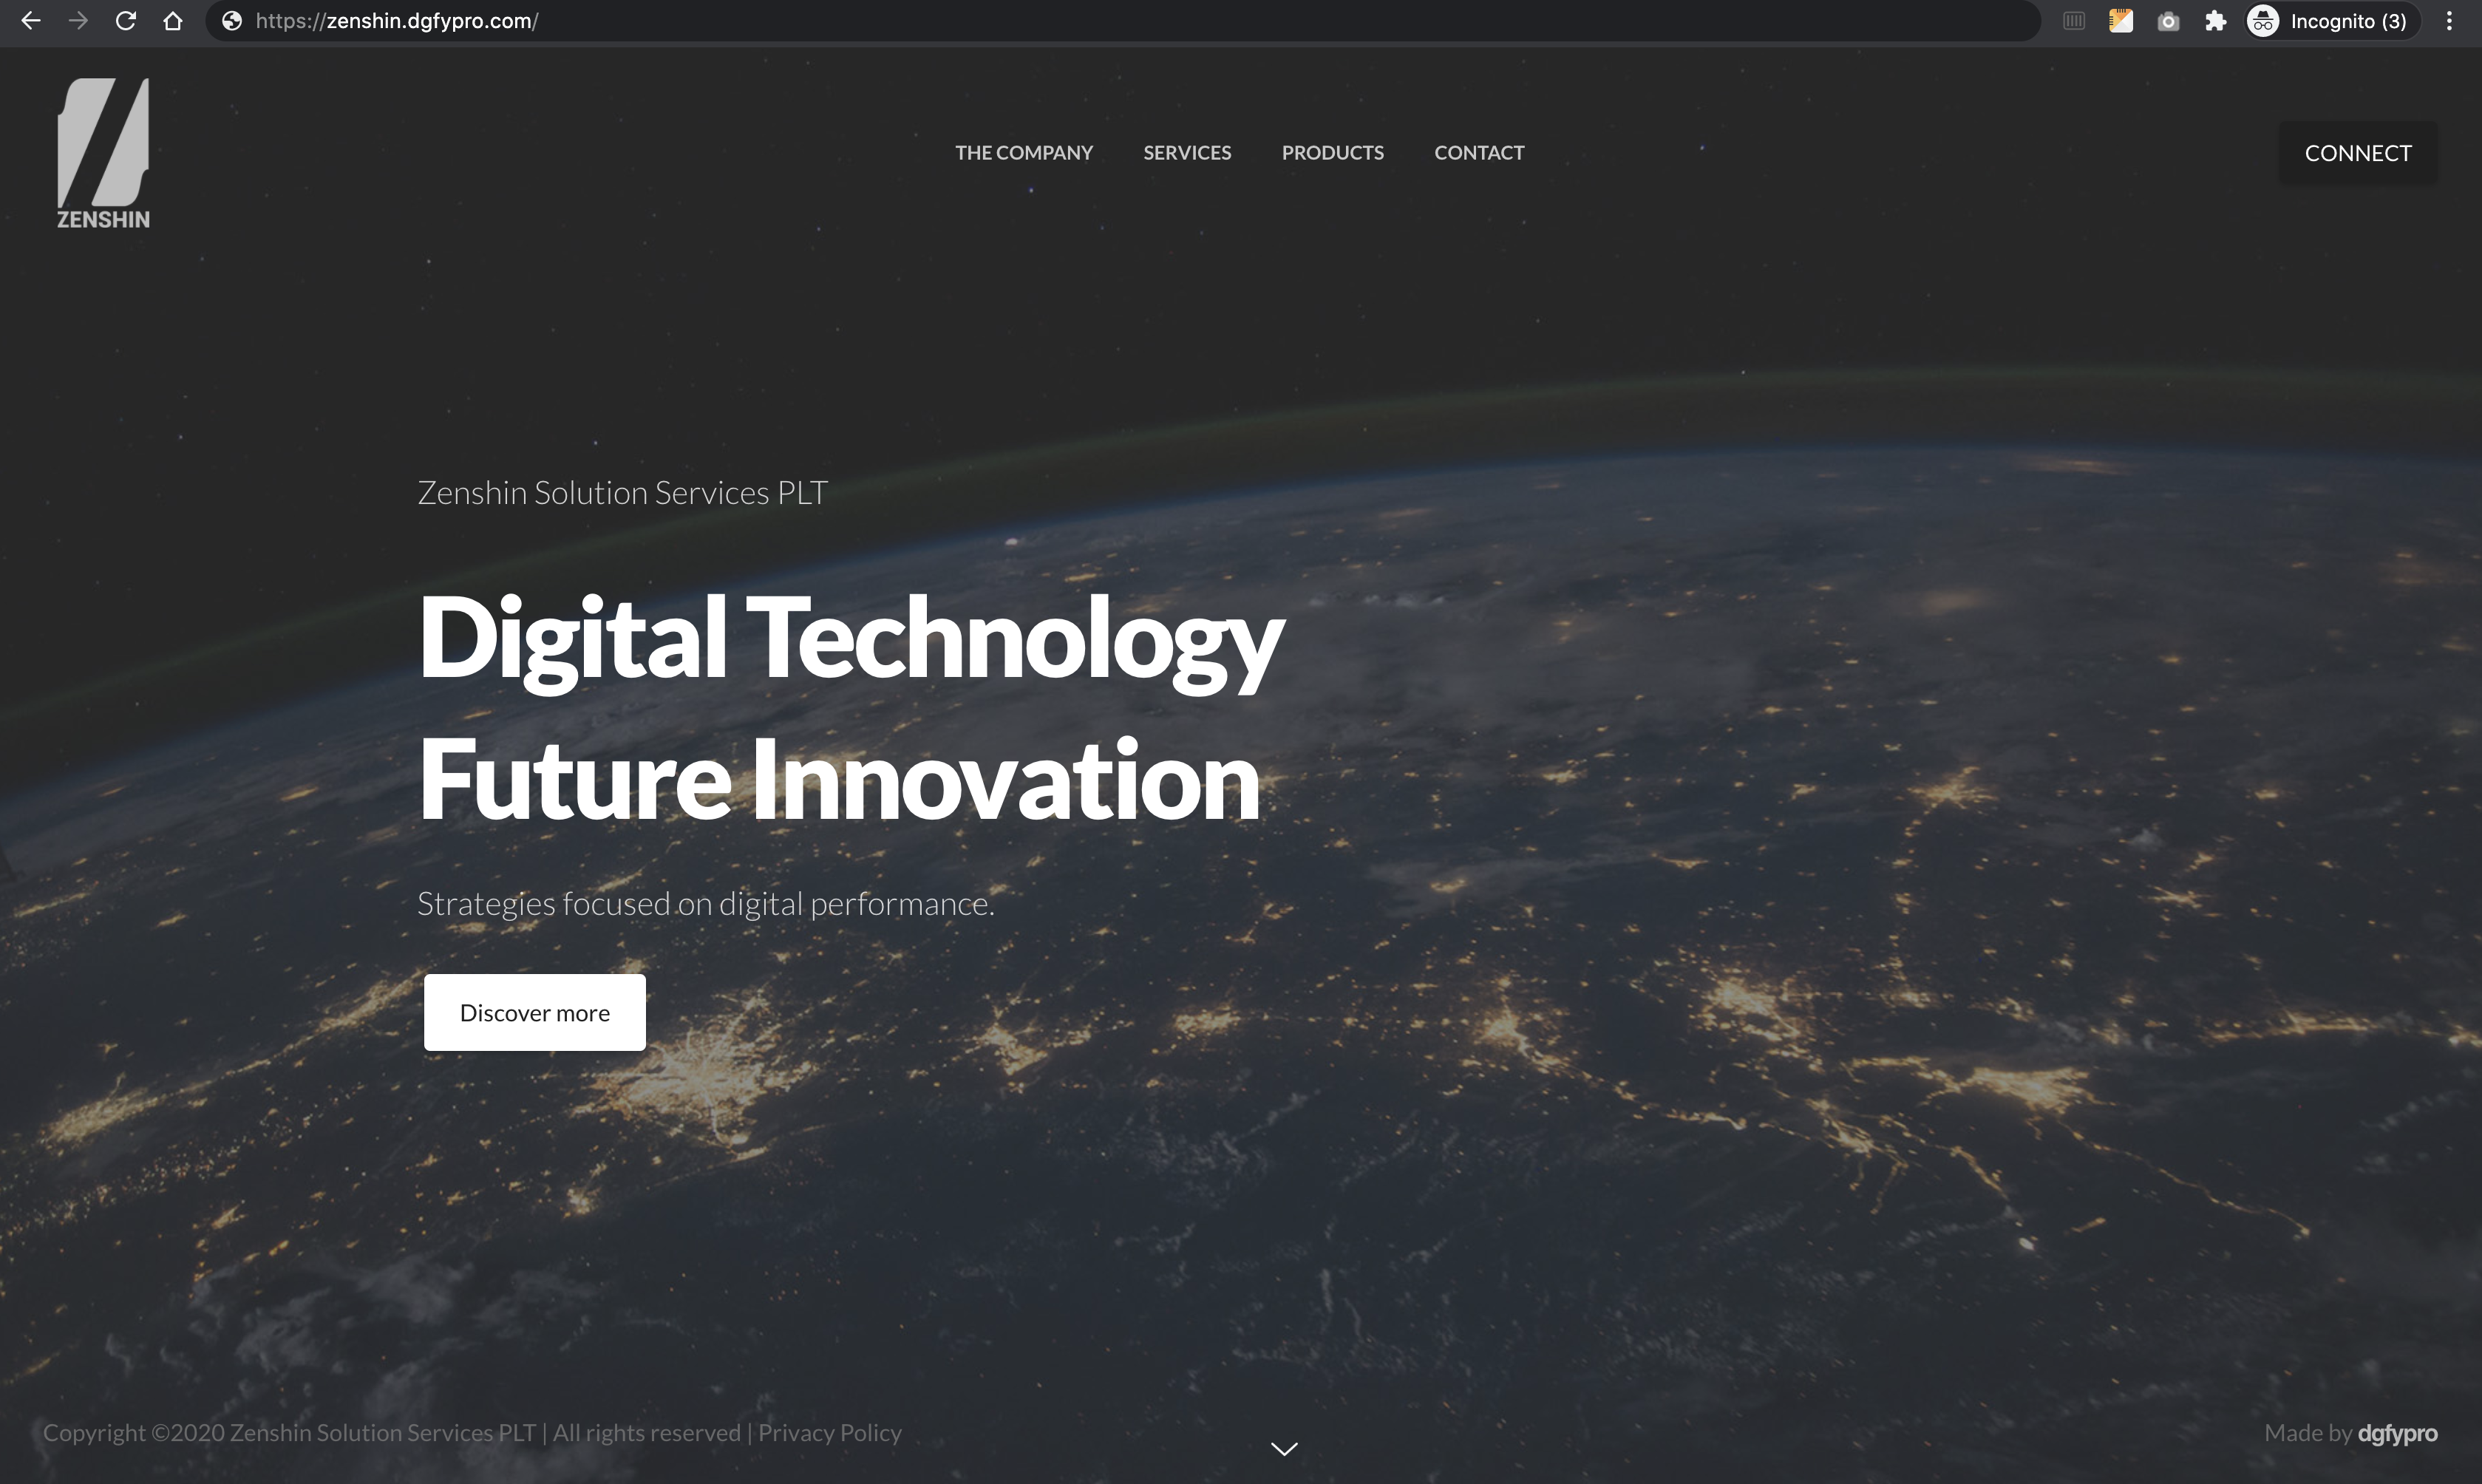 https://zenshin.dgfypro.com/
Incognito (3)
ZENSHIN
THE COMPANY SERVICES PRODUCTS CONTACT
CONNECT
Zenshin Solution Services PLT
Digital Technology
Future Innovation
Strategies focused on digital performance.
Discover more
Copyright ©2020 Zenshin Solution Services PLT | All rights reserved | Privacy Policy
Made by dgfypro